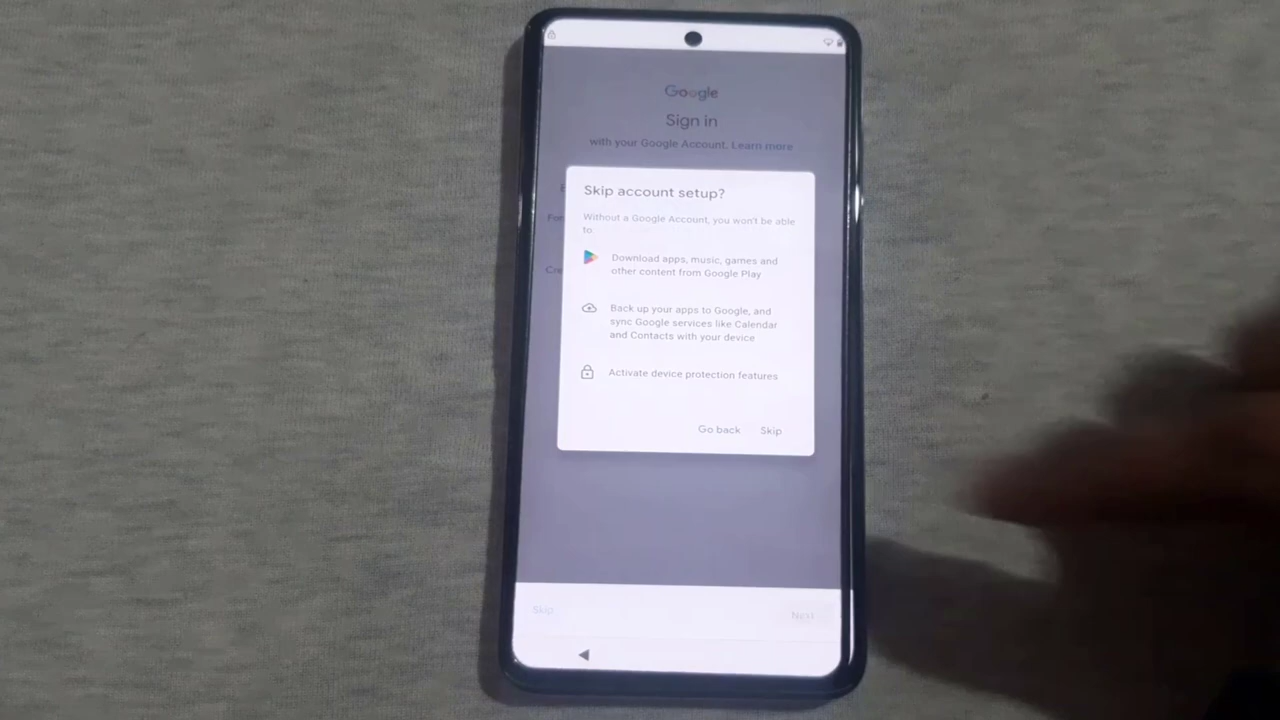 Google
Sign in
with your Google Account. Learn more
Skip account setup?
Without a Google Account, you won't be able
to
Download apps, music, games and
other content from Google Play
Back up your apps to Google, and
sync Google services like Calendar
and Contacts with your device
Activate device protection features
Go back Skip
Skip Next